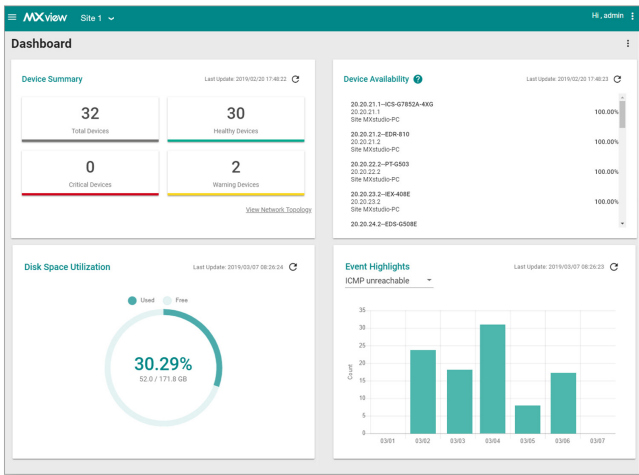 MXview Site 1 Hi , admin
Dashboard
Device Summary
Last Update: 2019/02/20 17:48:22
32
Total Devices
30
Healthy Devices
0
Critical Devices
2
Warning Devices
View Network Topology
Device Availability ?
Last Update: 2019/02/20 17:48:23
20.20.21.1--ICS-G7852A-4XG
20.20.21.1
Site MXstudio-PC
100.00%
20.20.21.2--EDR-810
20.20.21.2
Site MXstudio-PC
100.00%
20.20.22.2--PT-G503
20.20.22.2
Site MXstudio-PC
100.00%
20.20.23.2--IEX-408E
20.20.23.2
Site MXstudio-PC
100.00%
20.20.24.2--EDS-G508E
Disk Space Utilization
Last Update: 2019/03/07 08:26:24
Used Free
30.29%
52.0 / 171.8 GB
Event Highlights
Last Update: 2019/03/07 08:26:23
ICMP unreachable
Count
35
30
25
20
15
10
5
0
03/01 03/02 03/03 03/04 03/05 03/06 03/07